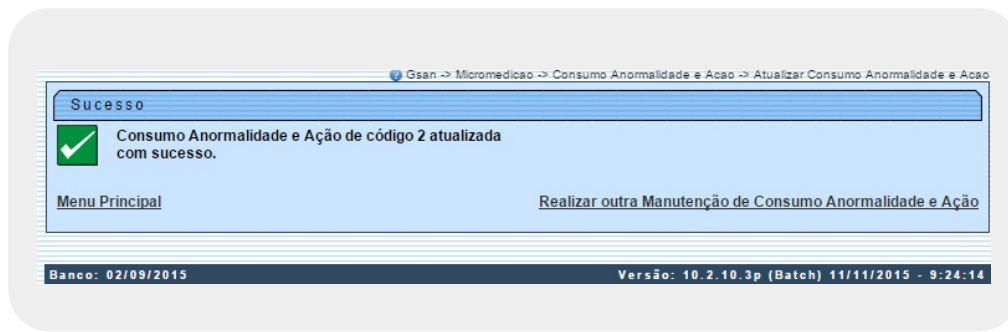 Gsan -> Micromedicao -> Consumo Anormalidade e Acao -> Atualizar Consumo Anormalidade e Acao
Sucesso
Consumo Anormalidade e Ação de código 2 atualizada
com sucesso.
Menu Principal Realizar outra Manutenção de Consumo Anormalidade e Ação
Banco: 02/09/2015 Versão: 10.2.10.3p (Batch) 11/11/2015 - 9:24:14